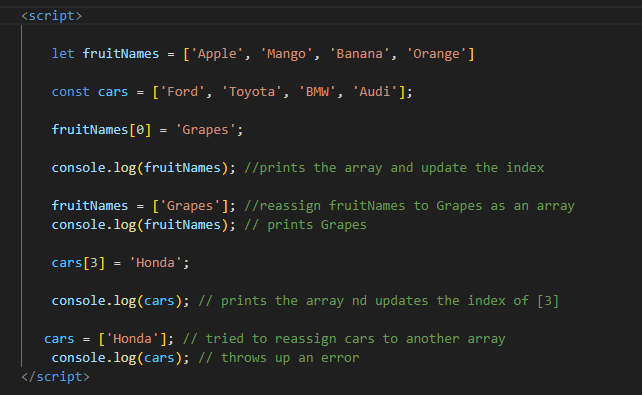 <script>
let fruitNames = ['Apple', 'Mango', 'Banana', 'Orange']
const cars = ['Ford', 'Toyota', 'BMW', 'Audi'];
fruitNames[0] = 'Grapes';
console.log(fruitNames); //prints the array and update the index
fruitNames = ['Grapes']; //reassign fruitNames to Grapes as an array
console.log(fruitNames); // prints Grapes
cars[3] = 'Honda';
console.log(cars); // prints the array nd updates the index of [3]
cars = ['Honda']; // tried to reassign cars to another array
console.log(cars); // throws up an error
</script>